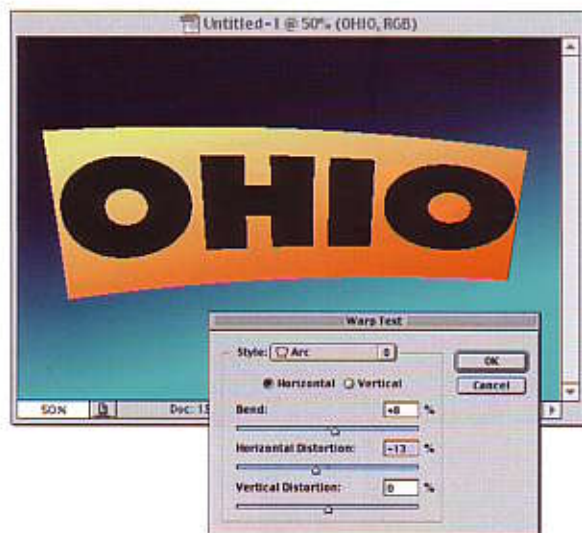 Untitled-1 @ 50% (OHIO, RGB)
OHIO
Warp Text
Style: Arc
OK
Horizontal Vertical
Cancel
50% Doc: 1
Bend: +8 %
Horizontal Distortion: -13 %
Vertical Distortion: 0 %